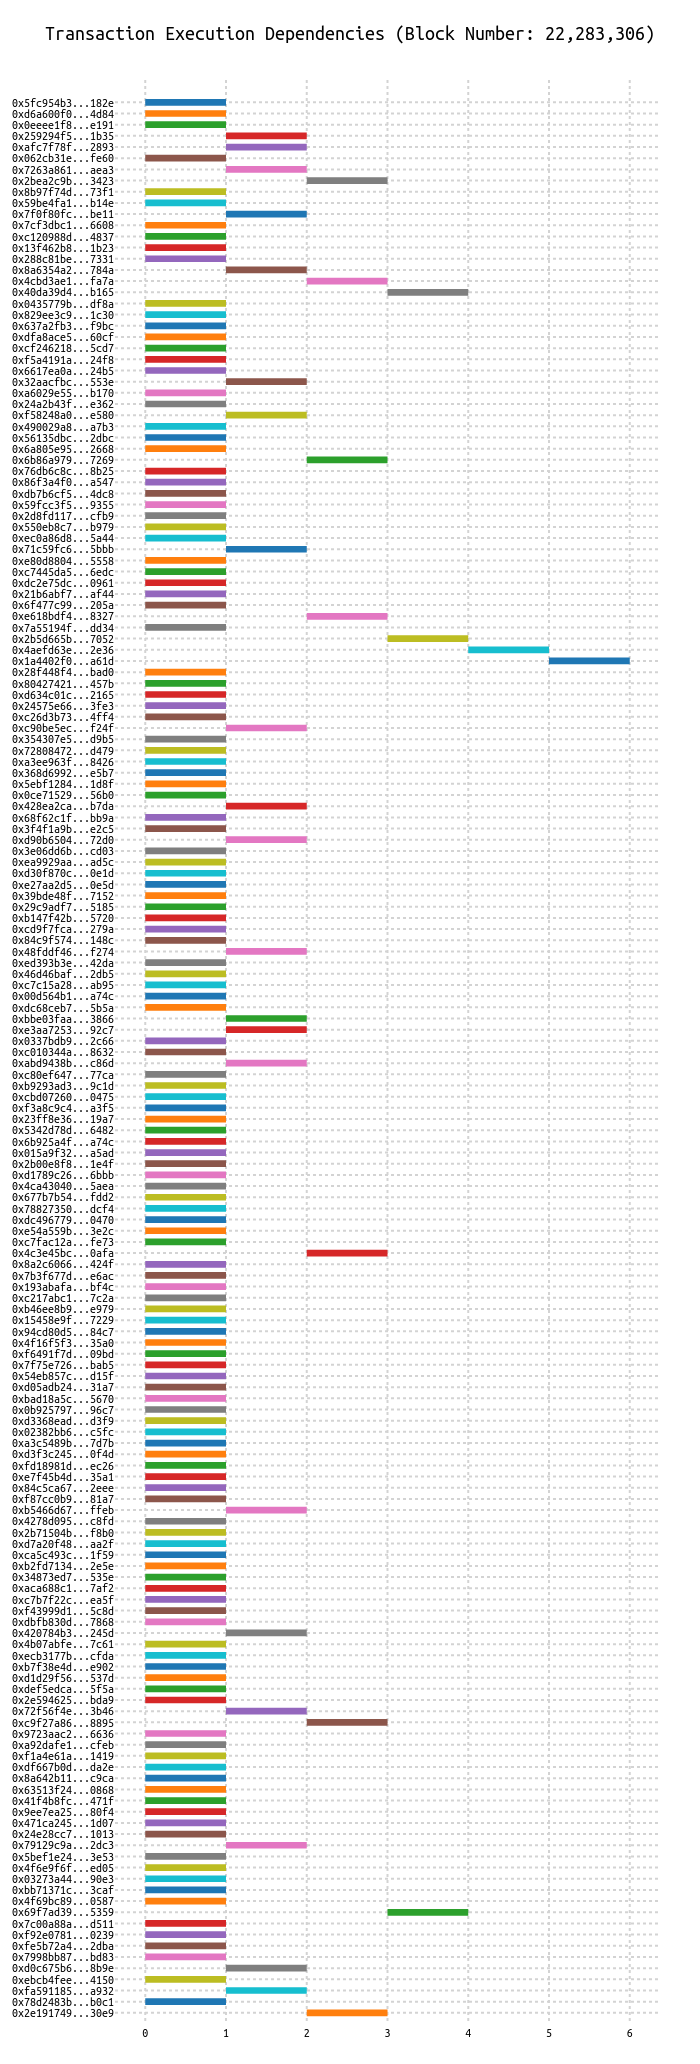 Transaction Execution Dependencies (Block Number: 22,283,306)
0x5fc954b3...182e
0xd6a600f0...4d84
0x0eeee1f8...e191
0x259294f5...1b35
0xafc7f78f...2893
0x062cb31e...fe60
0x7263a861...aea3
0x2bea2c9b...3423
0x8b97f74d...73f1
0x59be4fa1...b14e
0x7f0f80fc...be11
0x7cf3dbc1...6608
0xc120988d...4837
0x13f462b8...1b23
0x288c81be...7331
0x8a6354a2...784a
0x4cbd3ae1...fa7a
0x40da39d4...b165
0x0435779b...df8a
0x829ee3c9...1c30
0x637a2fb3...f9bc
0xdfa8ace5...60cf
0xcf246218...5cd7
0xf5a4191a...24f8
0x6617ea0a...24b5
0x32aacfbc...553e
0xa6029e55...b170
0x24a2b43f...e362
0xf58248a0...e580
0x490029a8...a7b3
0x56135dbc...2dbc
0x6a805e95...2668
0x6b86a979...7269
0x76db6c8c...8b25
0x86f3a4f0...a547
0xdb7b6cf5...4dc8
0x59fcc3f5...9355
0x2d8fd117...cfb9
0x550eb8c7...b979
0xec0a86d8...5a44
0x71c59fc6...5bbb
0xe80d8804...5558
0xc7445da5...6edc
0xdc2e75dc...0961
0x21b6abf7...af44
0x6f477c99...205a
0xe618bdf4...8327
0x7a55194f...dd34
0x2b5d665b...7052
0x4aefd63e...2e36
0x1a4402f0...a61d
0x28f448f4...bad0
0x80427421...457b
0xd634c01c...2165
0x24575e66...3fe3
0xc26d3b73...4ff4
0xc90be5ec...f24f
0x354307e5...d9b5
0x72808472...d479
0xa3ee963f...8426
0x368d6992...e5b7
0x5ebf1284...1d8f
0x0ce71529...56b0
0x428ea2ca...b7da
0x68f62c1f...bb9a
0x3f4f1a9b...e2c5
0xd90b6504...72d0
0x3e06dd6b...cd03
0xea9929aa...ad5c
0xd30f870c...0e1d
0xe27aa2d5...0e5d
0x39bde48f...7152
0x29c9adf7...5185
0xb147f42b...5720
0xcd9f7fca...279a
0x84c9f574...148c
0x48fddf46...f274
0xed393b3e...42da
0x46d46baf...2db5
0xc7c15a28...ab95
0x00d564b1...a74c
0xdc68ceb7...5b5a
0xbbe03faa...3866
0xe3aa7253...92c7
0x0337bdb9...2c66
0xc010344a...8632
0xabd9438b...c86d
0xc80ef647...77ca
0xb9293ad3...9c1d
0xcbd07260...0475
0xf3a8c9c4...a3f5
0x23ff8e36...19a7
0x5342d78d...6482
0x6b925a4f...a74c
0x015a9f32...a5ad
0x2b00e8f8...1e4f
0xd1789c26...6bbb
0x4ca43040...5aea
0x677b7b54...fdd2
0x78827350...dcf4
0xdc496779...0470
0xe54a559b...3e2c
0xc7fac12a...fe73
0x4c3e45bc...0afa
0x8a2c6066...424f
0x7b3f677d...e6ac
0x193abafa...bf4c
0xc217abc1...7c2a
0xb46ee8b9...e979
0x15458e9f...7229
0x94cd80d5...84c7
0x4f16f5f3...35a0
0xf6491f7d...09bd
0x7f75e726...bab5
0x54eb857c...d15f
0xd05adb24...31a7
0xbad18a5c...5670
0x0b925797...96c7
0xd3368ead...d3f9
0x02382bb6...c5fc
0xa3c5489b...7d7b
0xd3f3c245...0f4d
0xfd18981d...ec26
0xe7f45b4d...35a1
0x84c5ca67...2eee
0xf87cc0b9...81a7
0xb5466d67...ffeb
0x4278d095...c8fd
0x2b71504b...f8b0
0xd7a20f48...aa2f
0xca5c493c...1f59
0xb2fd7134...2e5e
0x34873ed7...535e
0xaca688c1...7af2
0xc7b7f22c...ea5f
0xf43999d1...5c8d
0xdbfb830d...7868
0x420784b3...245d
0x4b07abfe...7c61
0xecb3177b...cfda
0xb7f38e4d...e902
0xd1d29f56...537d
0xdef5edca...5f5a
0x2e594625...bda9
0x72f56f4e...3b46
0xc9f27a86...8895
0x9723aac2...6636
0xa92dafe1...cfeb
0xf1a4e61a...1419
0xdf667b0d...da2e
0x8a642b11...c9ca
0x63513f24...0868
0x41f4b8fc...471f
0x9ee7ea25...80f4
0x471ca245...1d07
0x24e28cc7...1013
0x79129c9a...2dc3
0x5bef1e24...3e53
0x4f6e9f6f...ed05
0x03273a44...90e3
0xbb71371c...3caf
0x4f69bc89...0587
0x69f7ad39...5359
0x7c00a88a...d511
0xf92e0781...0239
0xfe5b72a4...2dba
0x7998bb87...bd83
0xd0c675b6...8b9e
0xebcb4fee...4150
0xfa591185...a932
0x78d2483b...b0c1
0x2e191749...30e9
0 1 2 3 4 5 6